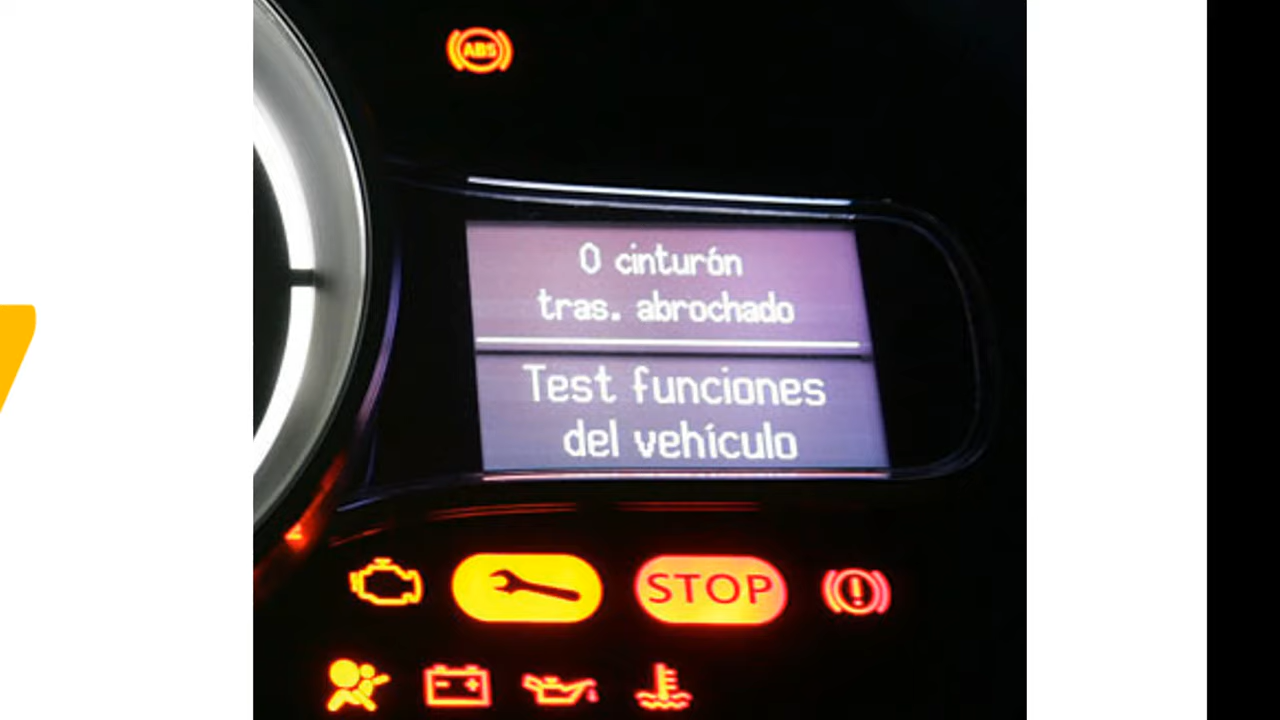 ABS
0 cinturón
tras. abrochado
Test funciones
del vehículo
STOP